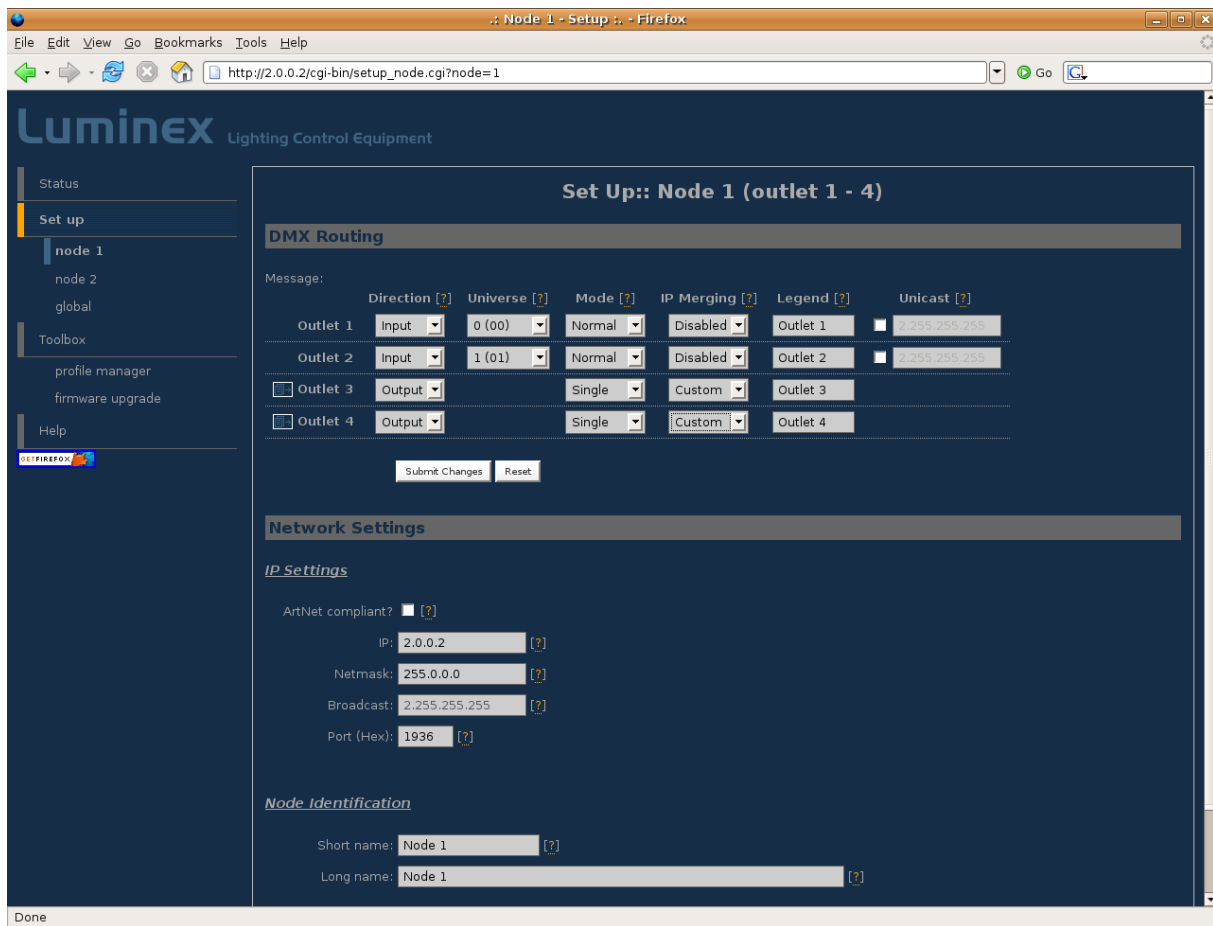 .: Node 1 - Setup :. - Firefox
File Edit View Go Bookmarks Tools Help
http://2.0.0.2/cgi-bin/setup_node.cgi?node=1 Go G
Luminex Lighting Control Equipment
Status
Set up
node 1
node 2
global
Toolbox
profile manager
firmware upgrade
Help
GETFIREFOX
Set Up:: Node 1 (outlet 1 - 4)
DMX Routing
Message:
Direction [?] Universe [?] Mode [?] IP Merging [?] Legend [?] Unicast [?]
Outlet 1 Input 0 (00) Normal Disabled Outlet 1 2.255.255.255
Outlet 2 Input 1 (01) Normal Disabled Outlet 2 2.255.255.255
Outlet 3 Output Single Custom Outlet 3
Outlet 4 Output Single Custom Outlet 4
Submit Changes Reset
Network Settings
IP Settings
ArtNet compliant? [?]
IP: 2.0.0.2 [?]
Netmask: 255.0.0.0 [?]
Broadcast: 2.255.255.255 [?]
Port (Hex): 1936 [?]
Node Identification
Short name: Node 1 [?]
Long name: Node 1 [?]
Done